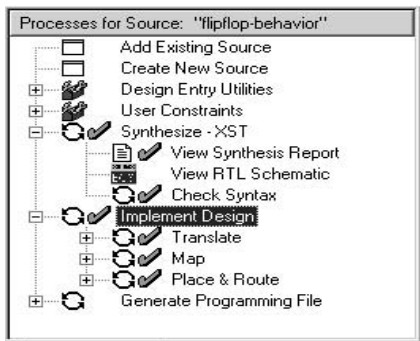 Processes for Source: "flipflop-behavior"
Add Existing Source
Create New Source
Design Entry Utilities
User Constraints
Synthesize - XST
View Synthesis Report
View RTL Schematic
Check Syntax
Implement Design
Translate
Map
Place & Route
Generate Programming File